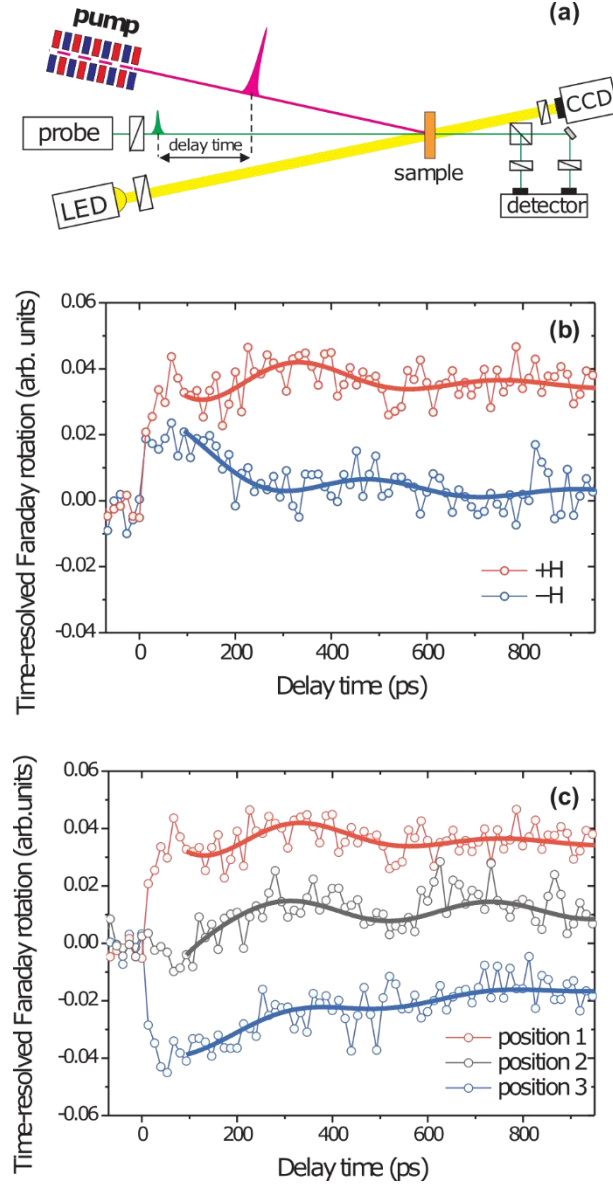 pump
(a)
CCD
probe
delay time
sample
LED
detector
Time-resolved Faraday rotation (arb. units)
0.06
0.04
0.02
0.00
-0.02
-0.04
(b)
+H
−H
0 200 400 600 800
Delay time (ps)
Time-resolved Faraday rotation (arb.units)
0.06
0.04
0.02
0.00
-0.02
-0.04
-0.06
(c)
position 1
position 2
position 3
0 200 400 600 800
Delay time (ps)